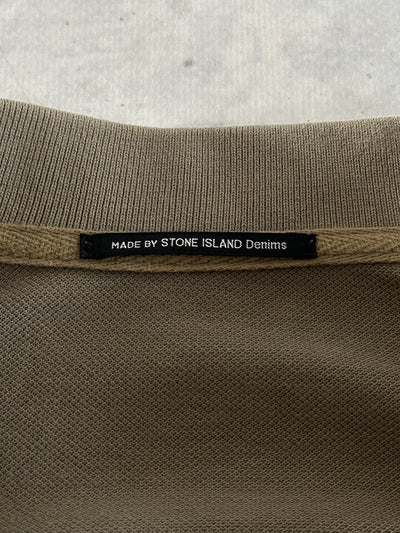 MADE BY STONE ISLAND Denims